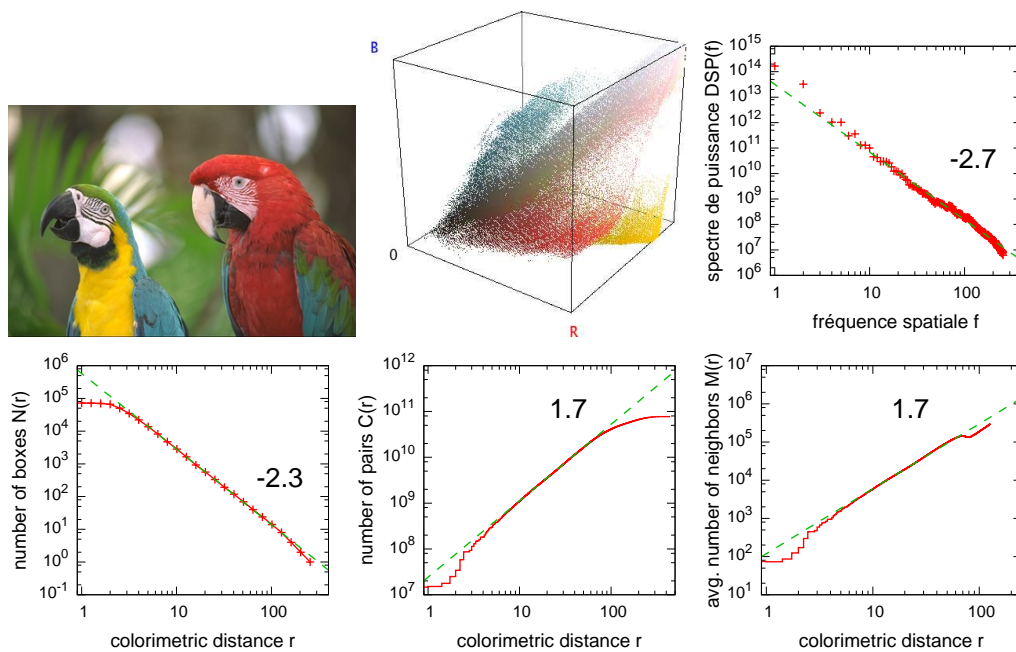 B
0
R
10^15
10^14
10^13
10^12
10^11
10^10
10^9
10^8
10^7
10^6
1 10 100
spectre de puissance DSP(f)
fréquence spatiale f
-2.7
10^6
10^5
10^4
10^3
10^2
10^1
10^0
10^-1
1 10 100
number of boxes N(r)
colorimetric distance r
-2.3
10^12
10^11
10^10
10^9
10^8
10^7
1 10 100
number of pairs C(r)
colorimetric distance r
1.7
10^7
10^6
10^5
10^4
10^3
10^2
10^1
1 10 100
avg. number of neighbors M(r)
colorimetric distance r
1.7